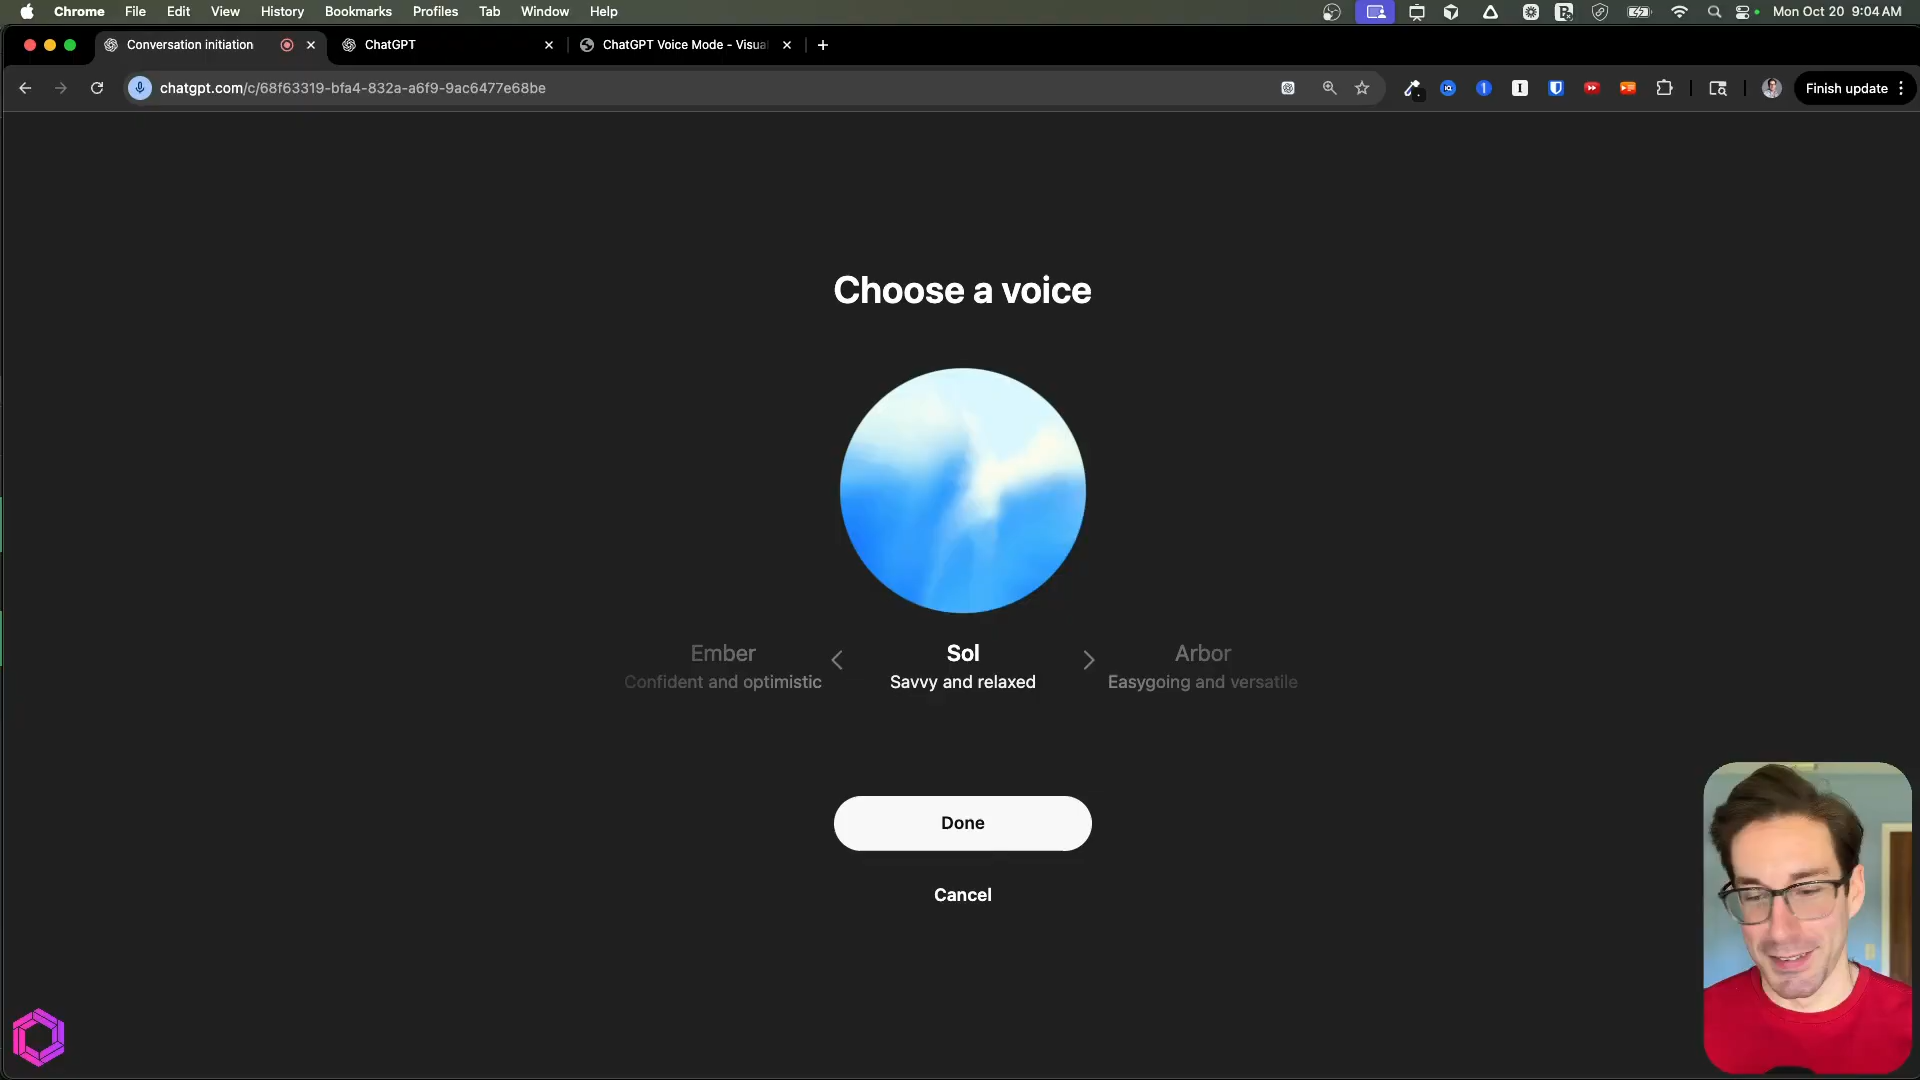 Chrome File Edit View History Bookmarks Profiles Tab Window Help Mon Oct 20 9:04 AM
Conversation initiation ChatGPT ChatGPT Voice Mode - Visual
chatgpt.com/c/68f63319-bfa4-832a-a6f9-9ac6477e68be Finish update
Choose a voice
Ember Sol Arbor
Confident and optimistic Savvy and relaxed Easygoing and versatile
Done
Cancel